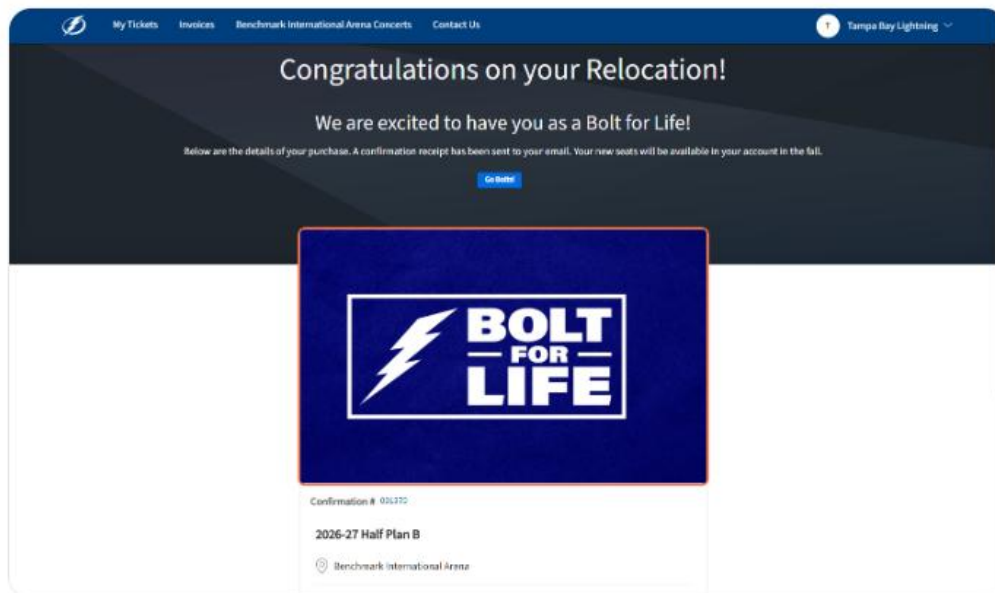 My Tickets Invoices Benchmark International Arena Concerts Contact Us T Tampa Bay Lightning
Congratulations on your Relocation!
We are excited to have you as a Bolt for Life!
Below are the details of your purchase. A confirmation receipt has been sent to your email. Your new seats will be available in your account in the fall.
Go Bolts!
BOLT
FOR
LIFE
Confirmation #
2026-27 Half Plan B
Benchmark International Arena